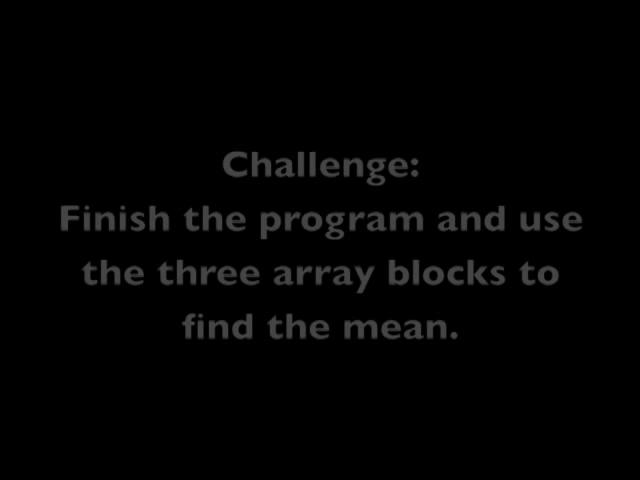 Challenge:
Finish the program and use
the three array blocks to
find the mean.